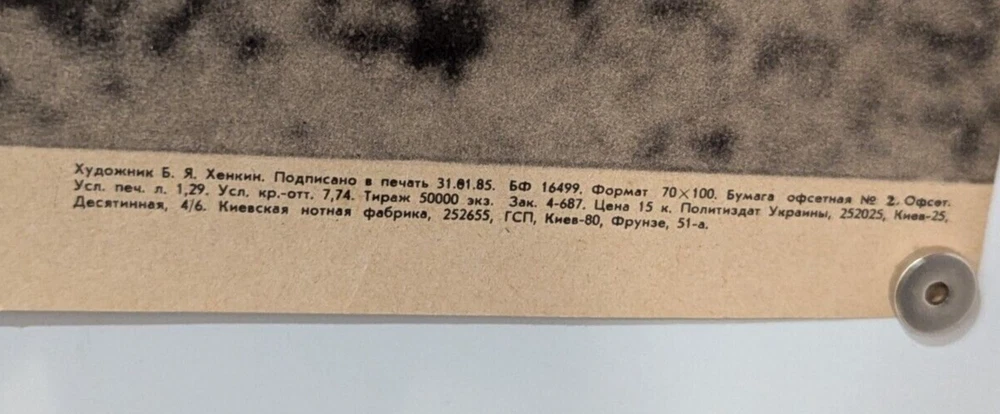 Художник Б. Я. Хенкин. Подписано в печать 31.01.85. БФ 16499. Формат 70×100. Бумага офсетная № 2. Офсет.
Усл. печ. л. 1,29. Усл. кр.-отт. 7,74. Тираж 50000 экз. Зак. 4-687. Цена 15 к. Политиздат Украины, 252025, Киев-25,
Десятинная, 4/6. Киевская нотная фабрика, 252655, ГСП, Киев-80, Фрунзе, 51-а.